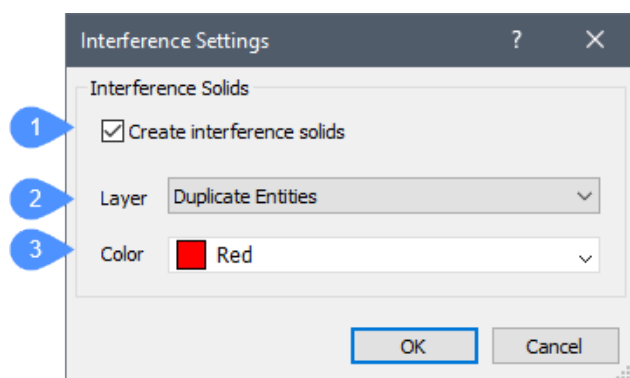 Interference Settings ? ×
Interference Solids
1 Create interference solids
2 Layer Duplicate Entities
3 Color Red
OK Cancel